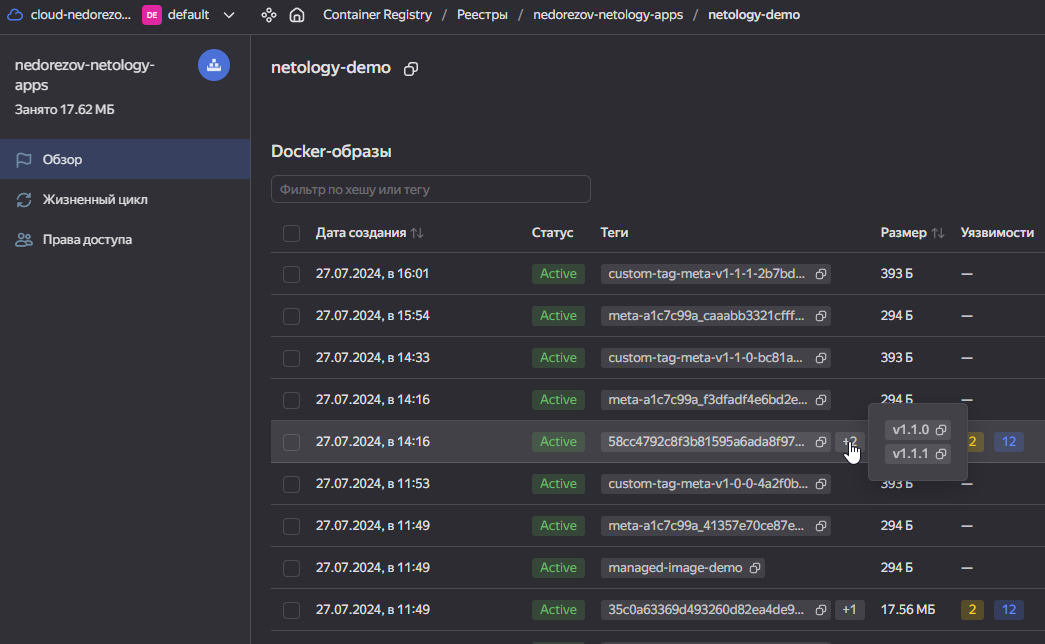 cloud-nedorezo... DE default Container Registry / Реестры / nedorezov-netology-apps / netology-demo
nedorezov-netology-
apps
Занято 17.62 МБ
Обзор
Жизненный цикл
Права доступа
netology-demo
Docker-образы
Фильтр по хешу или тегу
Дата создания Статус Теги Размер Уязвимости
27.07.2024, в 16:01 Active custom-tag-meta-v1-1-1-2b7bd... 393 Б —
27.07.2024, в 15:54 Active meta-a1c7c99a_caaabb3321cfff... 294 Б —
27.07.2024, в 14:33 Active custom-tag-meta-v1-1-0-bc81a... 393 Б —
27.07.2024, в 14:16 Active meta-a1c7c99a_f3dfadf4e6bd2e... 294 Б —
27.07.2024, в 14:16 Active 58cc4792c8f3b81595a6ada8f97... +2 2 12
v1.1.0
v1.1.1
27.07.2024, в 11:53 Active custom-tag-meta-v1-0-0-4a2f0b... 393 Б —
27.07.2024, в 11:49 Active meta-a1c7c99a_41357e70ce87e... 294 Б —
27.07.2024, в 11:49 Active managed-image-demo 294 Б —
27.07.2024, в 11:49 Active 35c0a63369d493260d82ea4de9... +1 17.56 МБ 2 12